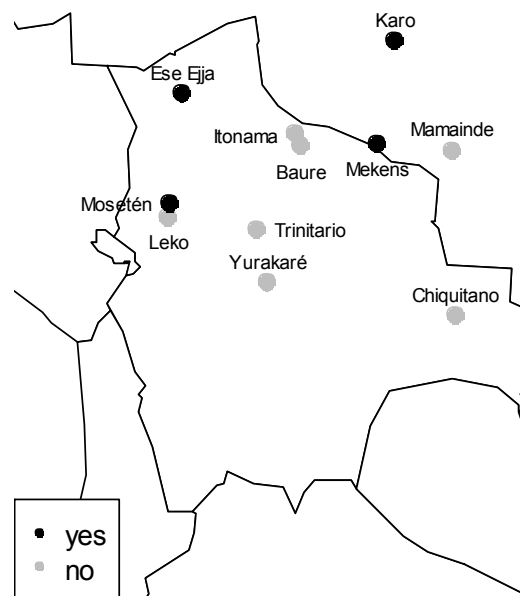 Karo
Ese Ejja
Itonama
Mamainde
Baure
Mekens
Mosetén
Leko
Trinitario
Yurakaré
Chiquitano
yes
no